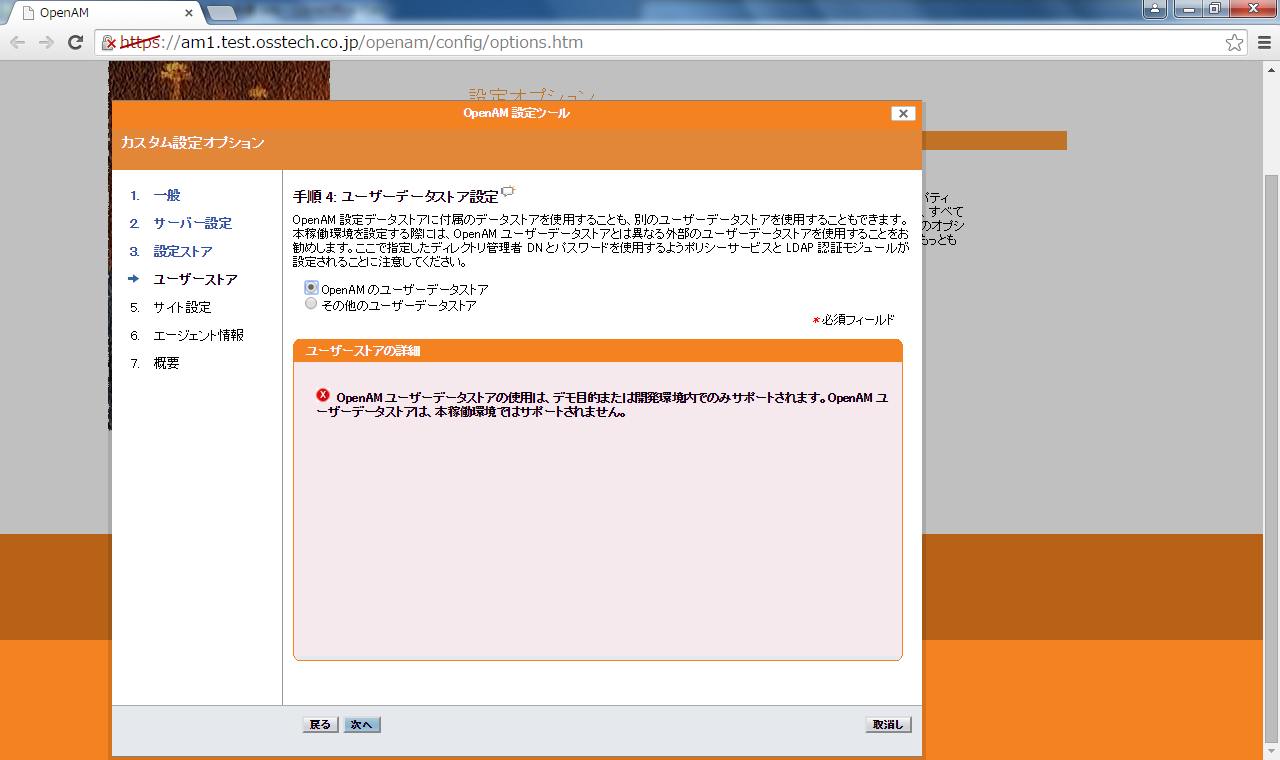 OpenAM
https://am1.test.osstech.co.jp/openam/config/options.htm
設定オプション
OpenAM 設定ツール
カスタム設定オプション
1. 一般
2. サーバー設定
3. 設定ストア
ユーザーストア
5. サイト設定
6. エージェント情報
7. 概要
手順 4: ユーザーデータストア設定
OpenAM 設定データストアに付属のデータストアを使用することも、別のユーザーデータストアを使用することもできます。
本稼働環境を設定する際には、OpenAM ユーザーデータストアとは異なる外部のユーザーデータストアを使用することをお
勧めします。ここで指定したディレクトリ管理者 DN とパスワードを使用するようポリシーサービスと LDAP 認証モジュールが
設定されることに注意してください。
OpenAM のユーザーデータストア
その他のユーザーデータストア
*必須フィールド
ユーザーストアの詳細
OpenAM ユーザーデータストアの使用は、デモ目的または開発環境内でのみサポートされます。OpenAM ユ
ーザーデータストアは、本稼働環境ではサポートされません。
パティ
、すべて
のオプシ
もっとも
戻る 次へ 取消し